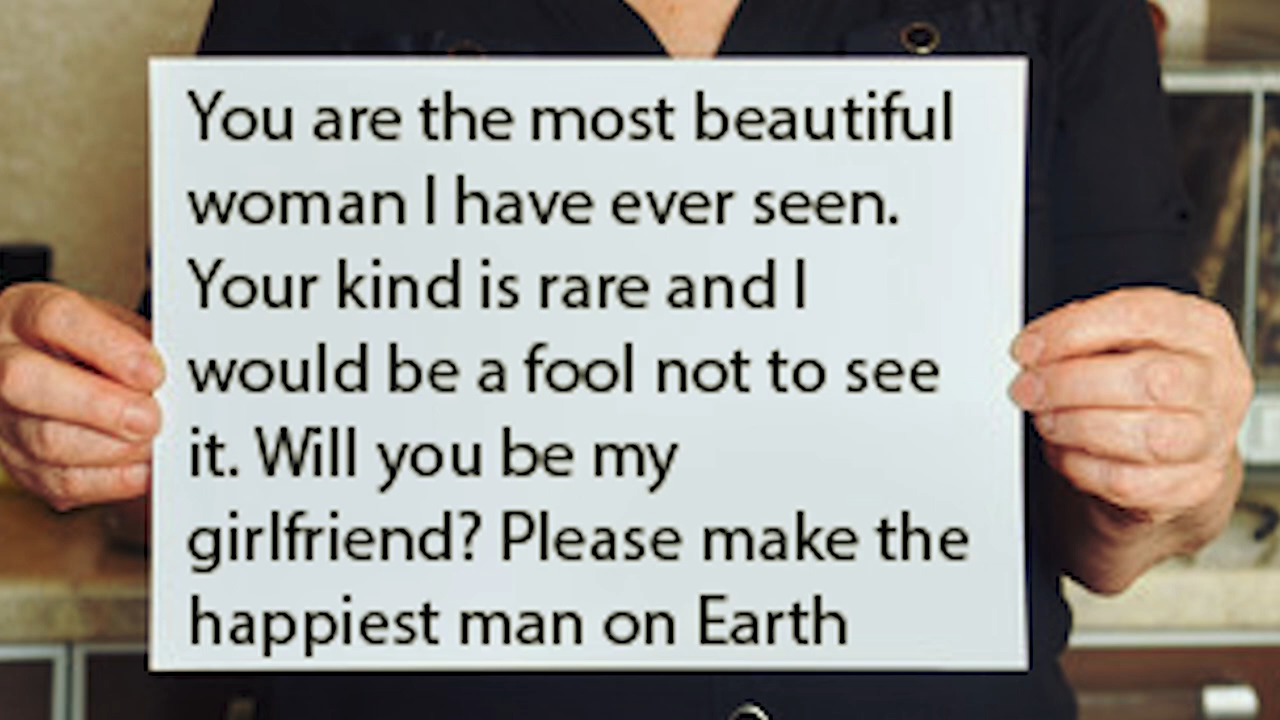 You are the most beautiful
woman I have ever seen.
Your kind is rare and I
would be a fool not to see
it. Will you be my
girlfriend? Please make the
happiest man on Earth